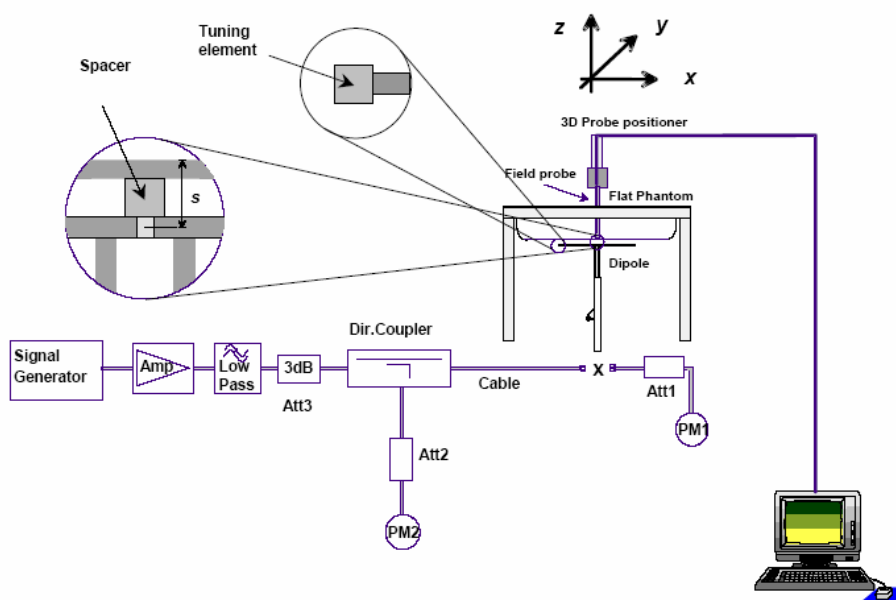 Tuning
element
Spacer
s
z
y
x
3D Probe positioner
Field probe
Flat Phantom
Dipole
Dir.Coupler
Signal
Generator
Amp
Low
Pass
3dB
Att3
Cable
X
Att1
PM1
Att2
PM2